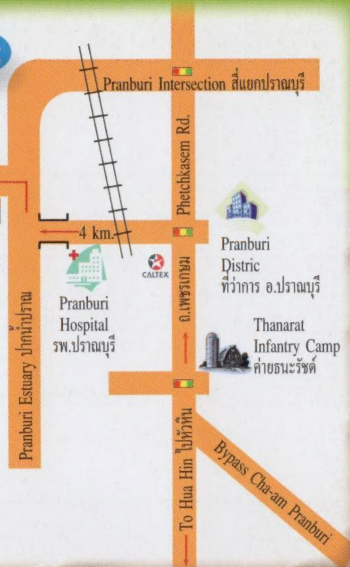 Pranburi Intersection สี่แยกปราณบุรี
Phetchkasem Rd.
4 km.
CALTEX
ถ.เพชรเกษม
Pranburi
Distric
ที่ว่าการ อ.ปราณบุรี
Pranburi
Hospital
รพ.ปราณบุรี
Thanarat
Infantry Camp
ค่ายธนะรัชต์
Pranburi Estuary ปากน้ำปราณ
To Hua Hin ไปหัวหิน
Bypass Cha-am Pranburi